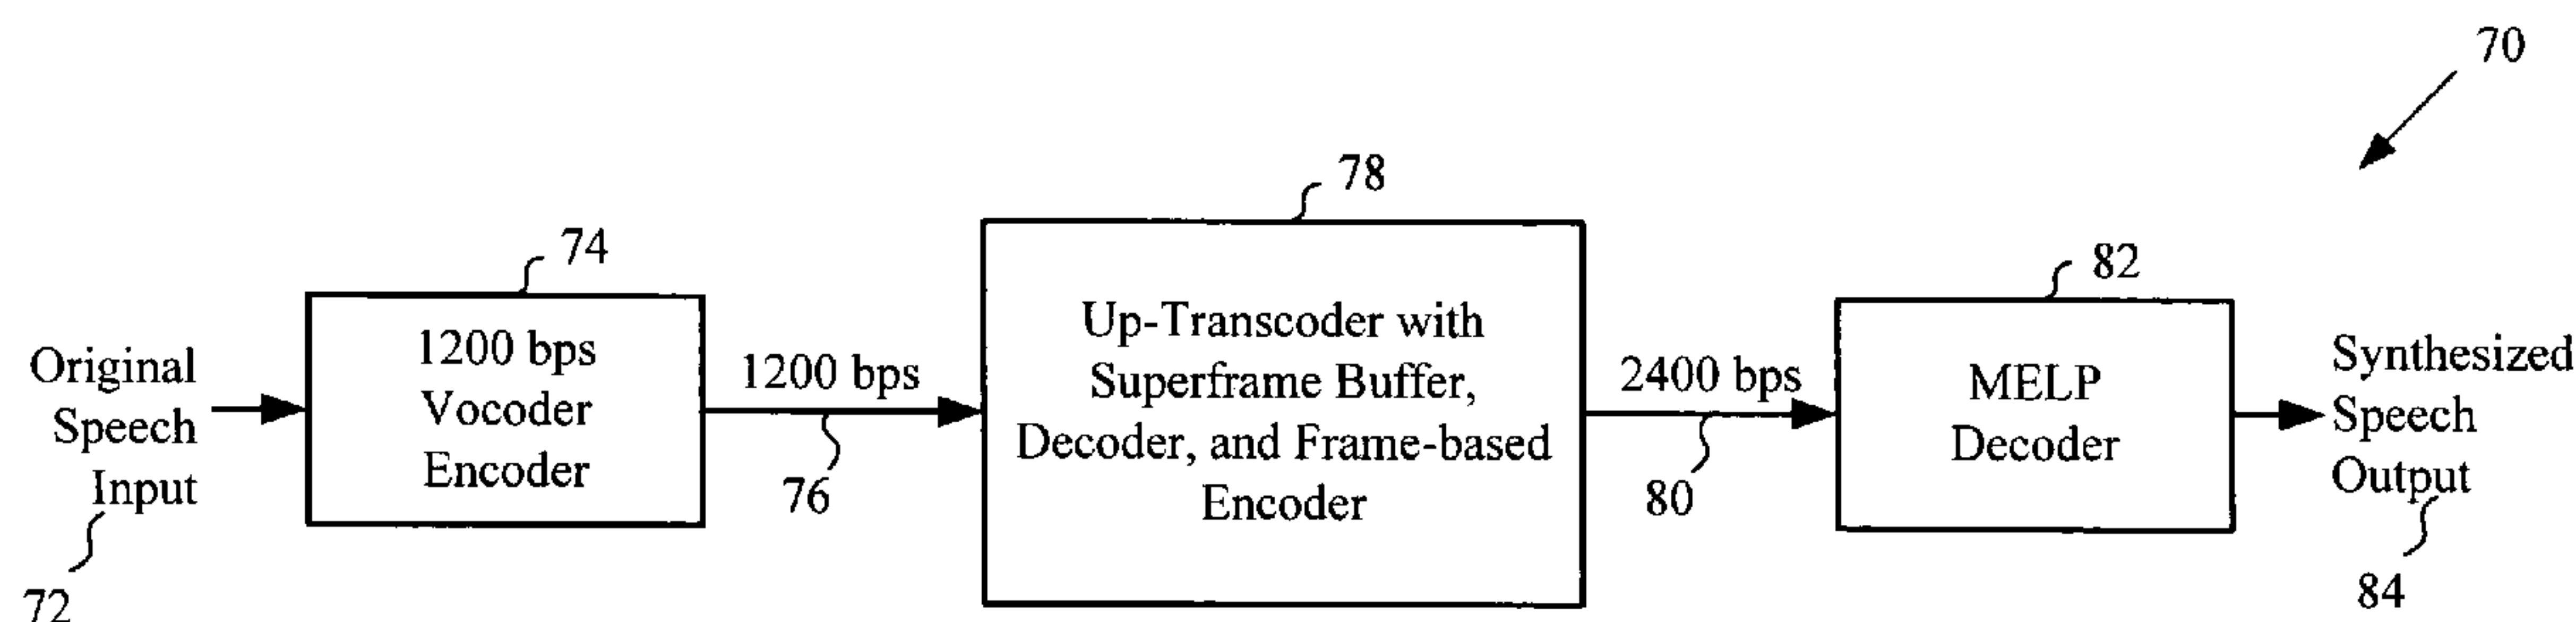 70
78
74
82
Original
Speech
Input
72
1200 bps
Vocoder
Encoder
1200 bps
76
Up-Transcoder with
Superframe Buffer,
Decoder, and Frame-based
Encoder
2400 bps
80
MELP
Decoder
Synthesized
Speech
Output
84